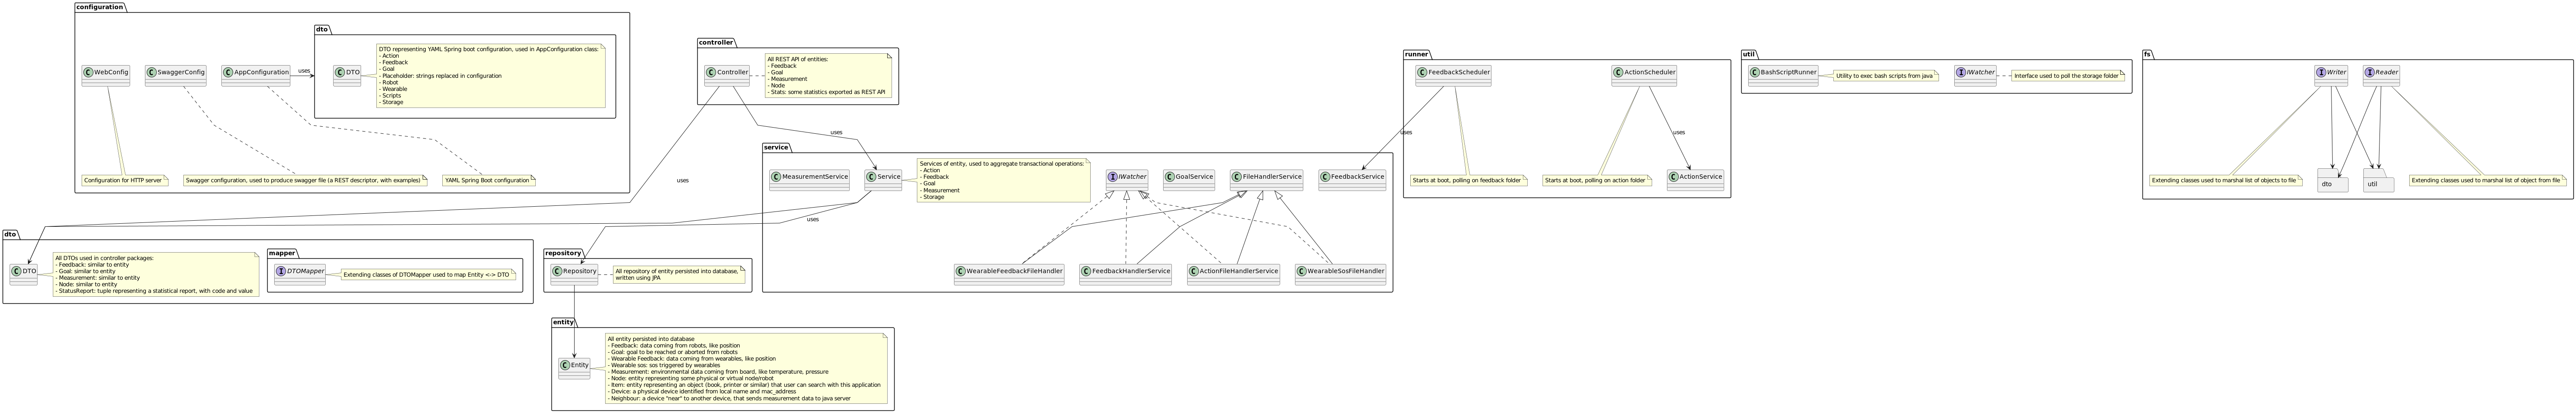 configuration
dto
DTO representing YAML Spring boot configuration, used in AppConfiguration class:
- Action
- Feedback
- Goal
- Placeholder: strings replaced in configuration
- Robot
- Wearable
- Scripts
- Storage
C WebConfig
C SwaggerConfig
C AppConfiguration
uses
C DTO
Configuration for HTTP server
Swagger configuration, used to produce swagger file (a REST descriptor, with examples)
YAML Spring Boot configuration
controller
C Controller
All REST API of entities:
- Feedback
- Goal
- Measurement
- Node
- Stats: some statistics exported as REST API
uses
uses
runner
C FeedbackScheduler
C ActionScheduler
uses
uses
Starts at boot, polling on feedback folder
Starts at boot, polling on action folder
C ActionService
util
C BashScriptRunner
Utility to exec bash scripts from java
I IWatcher
Interface used to poll the storage folder
fs
I Writer
I Reader
Extending classes used to marshal list of objects to file
dto
util
Extending classes used to marshal list of object from file
service
C MeasurementService
C Service
Services of entity, used to aggregate transactional operations:
- Action
- Feedback
- Goal
- Measurement
- Storage
I IWatcher
C GoalService
C FileHandlerService
C FeedbackService
uses
C WearableFeedbackFileHandler
C FeedbackHandlerService
C ActionFileHandlerService
C WearableSosFileHandler
dto
C DTO
All DTOs used in controller packages:
- Feedback: similar to entity
- Goal: similar to entity
- Measurement: similar to entity
- Node: similar to entity
- StatusReport: tuple representing a statistical report, with code and value
mapper
I DTOMapper
Extending classes of DTOMapper used to map Entity <-> DTO
repository
C Repository
All repository of entity persisted into database,
written using JPA
entity
C Entity
All entity persisted into database
- Feedback: data coming from robots, like position
- Goal: goal to be reached or aborted from robots
- Wearable Feedback: data coming from wearables, like position
- Wearable sos: sos triggered by wearables
- Measurement: environmental data coming from board, like temperature, pressure
- Node: entity representing some physical or virtual node/robot
- Item: entity representing an object (book, printer or similar) that user can search with this application
- Device: a physical device identified from local name and mac_address
- Neighbour: a device "near" to another device, that sends measurement data to java server